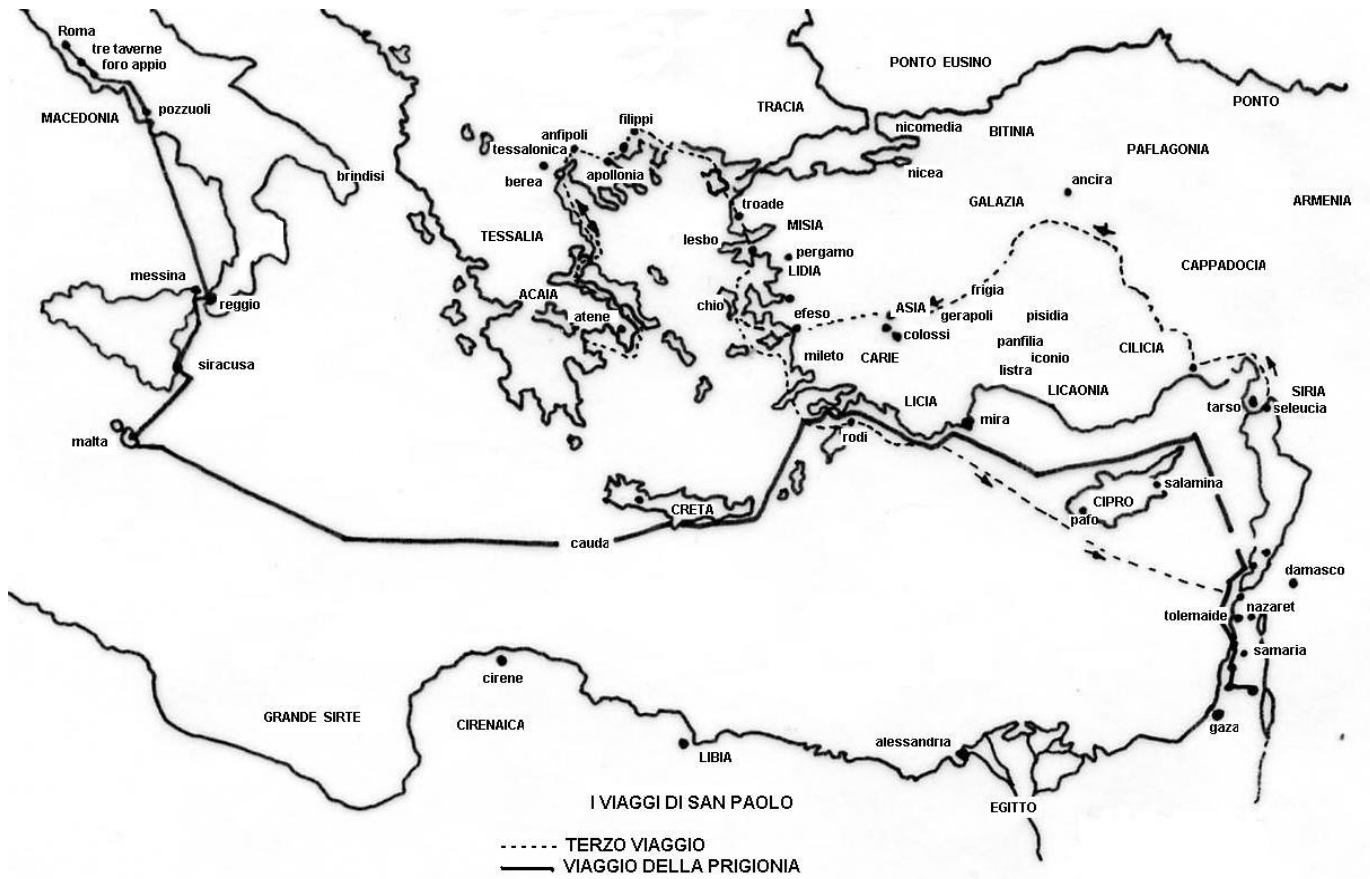 Roma
tre taverne
foro appio
MACEDONIA
pozzuoli
brindisi
messina
reggio
siracusa
malta
PONTO EUSINO
PONTO
TRACIA
filippi
anfipoli
tessalonica
berea
apollonia
nicomedia
BITINIA
PAFLAGONIA
nicea
ancira
GALAZIA
ARMENIA
troade
MISIA
TESSALIA
lesbo
pergamo
LIDIA
CAPPADOCIA
ACAIA
atene
chio
efeso
ASIA
frigia
gerapoli
pisidia
colossi
panfilia
iconio
listra
CILICIA
mileto
CARIE
LICIA
LICAONIA
SIRIA
tarso
seleucia
mira
rodi
salamina
CIPRO
pafo
CRETA
cauda
damasco
tolemaide
nazaret
samaria
gaza
cirene
GRANDE SIRTE
CIRENAICA
LIBIA
alessandria
EGITTO
I VIAGGI DI SAN PAOLO
TERZO VIAGGIO
VIAGGIO DELLA PRIGIONIA